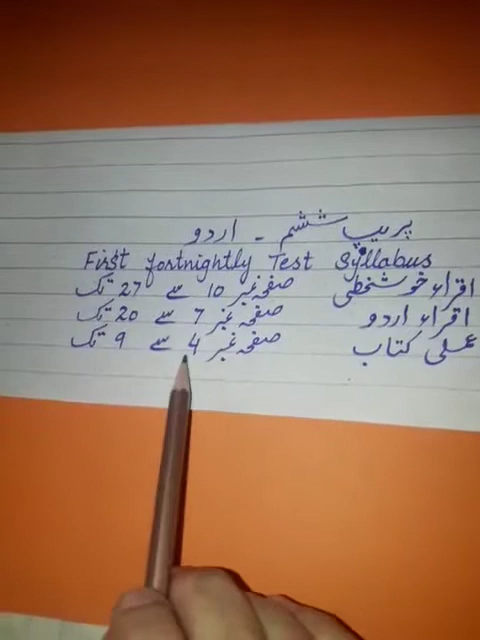 پریپ ششم - اردو
First fortnightly Test Syllabus
اقراء خوشخطی صفحہ نمبر 10 سے 27 تک
اقراء اردو صفحہ نمبر 7 سے 20 تک
عملی کتاب صفحہ نمبر 4 سے 9 تک